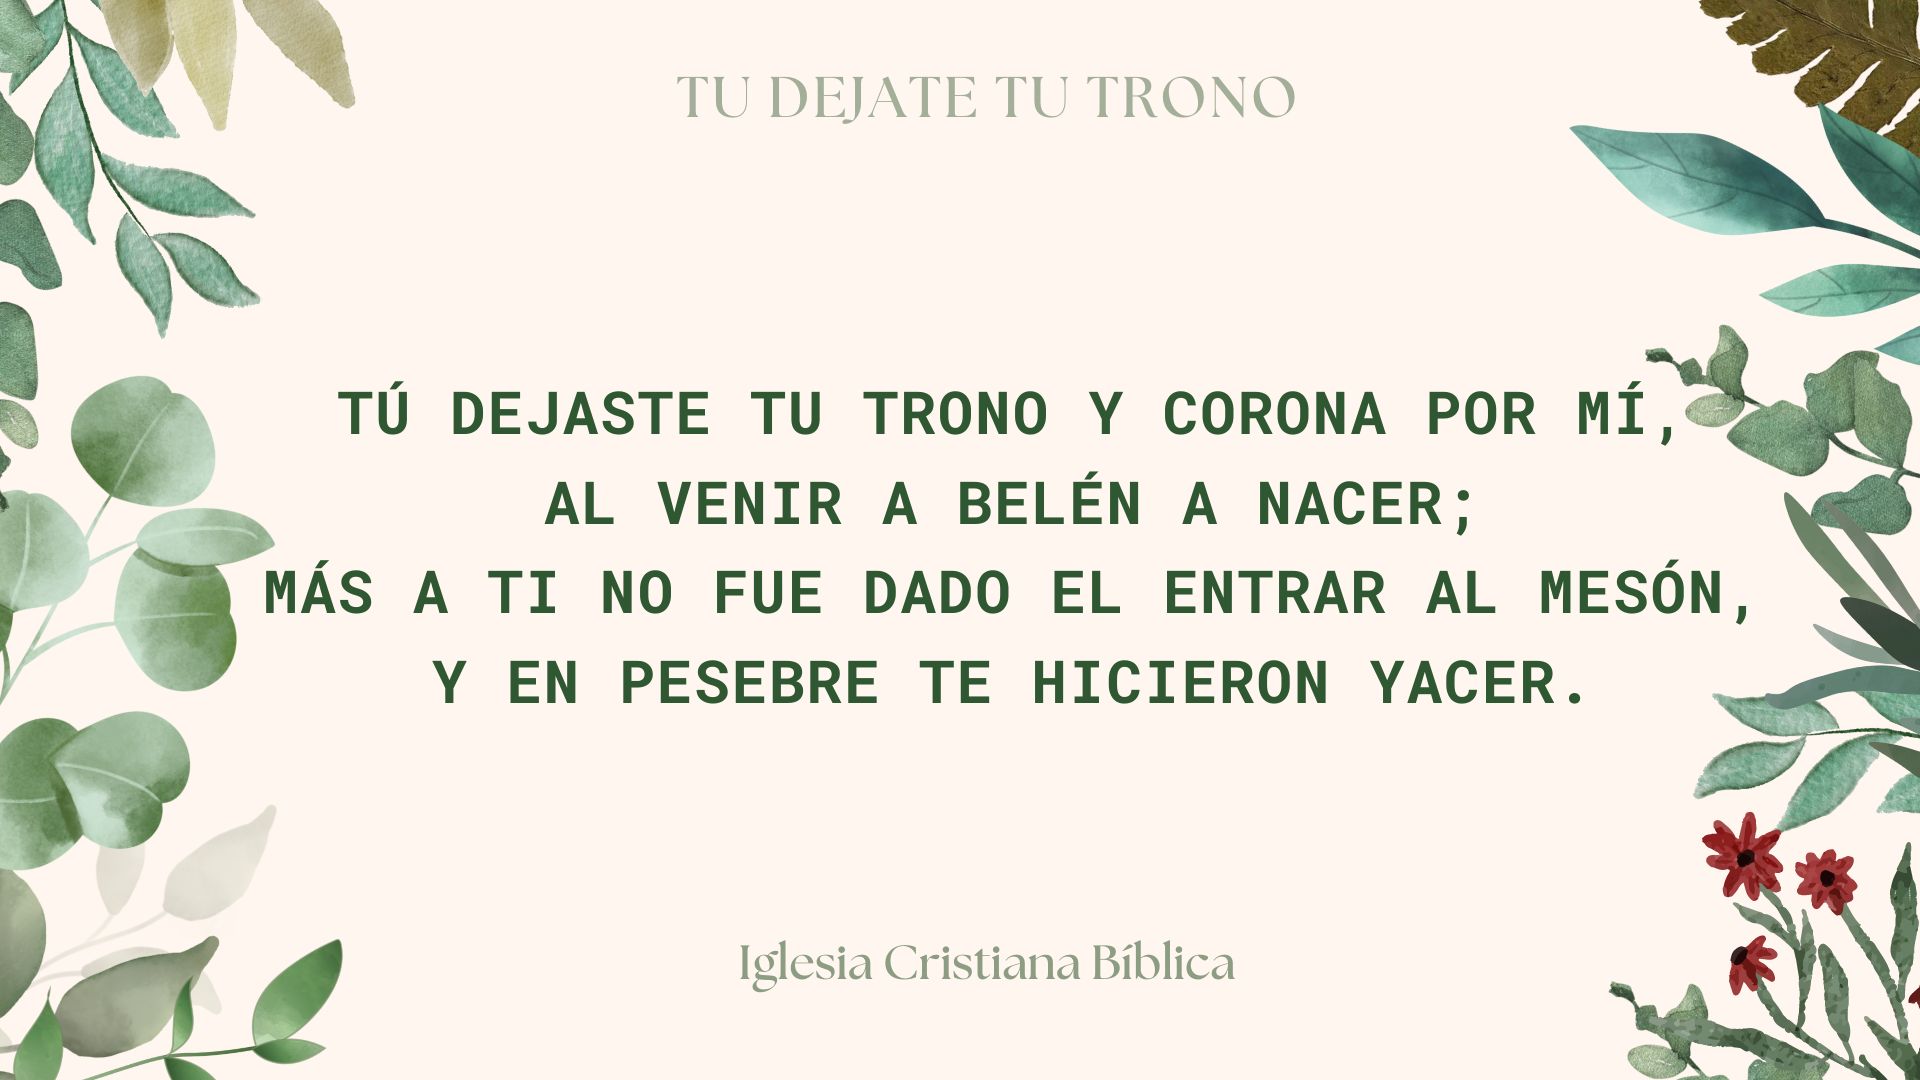 TU DEJATE TU TRONO
TÚ DEJASTE TU TRONO Y CORONA POR MÍ,
AL VENIR A BELÉN A NACER;
MÁS A TI NO FUE DADO EL ENTRAR AL MESÓN,
Y EN PESEBRE TE HICIERON YACER.
Iglesia Cristiana Bíblica